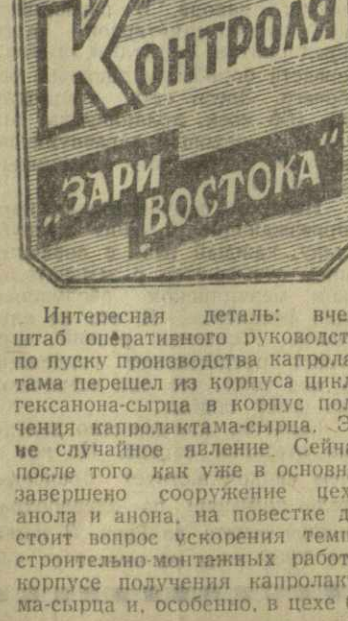 Контроля
„ЗАРИ
ВОСТОКА"
Интересная деталь: вче
штаб оперативного руководст
по пуску производства капроля
тама перешел из корпуса цикл
гексанона-сырца в корпус пол
чения капролактама-сырца. Э
не случайное явление. Сейча
после того как уже в основн
завершено сооружение цех
анола и анона, на повестке д
стоит вопрос ускорения темп
строительно-монтажных работ
корпусе получения капролак
ма-сырца и, особенно, в цехе